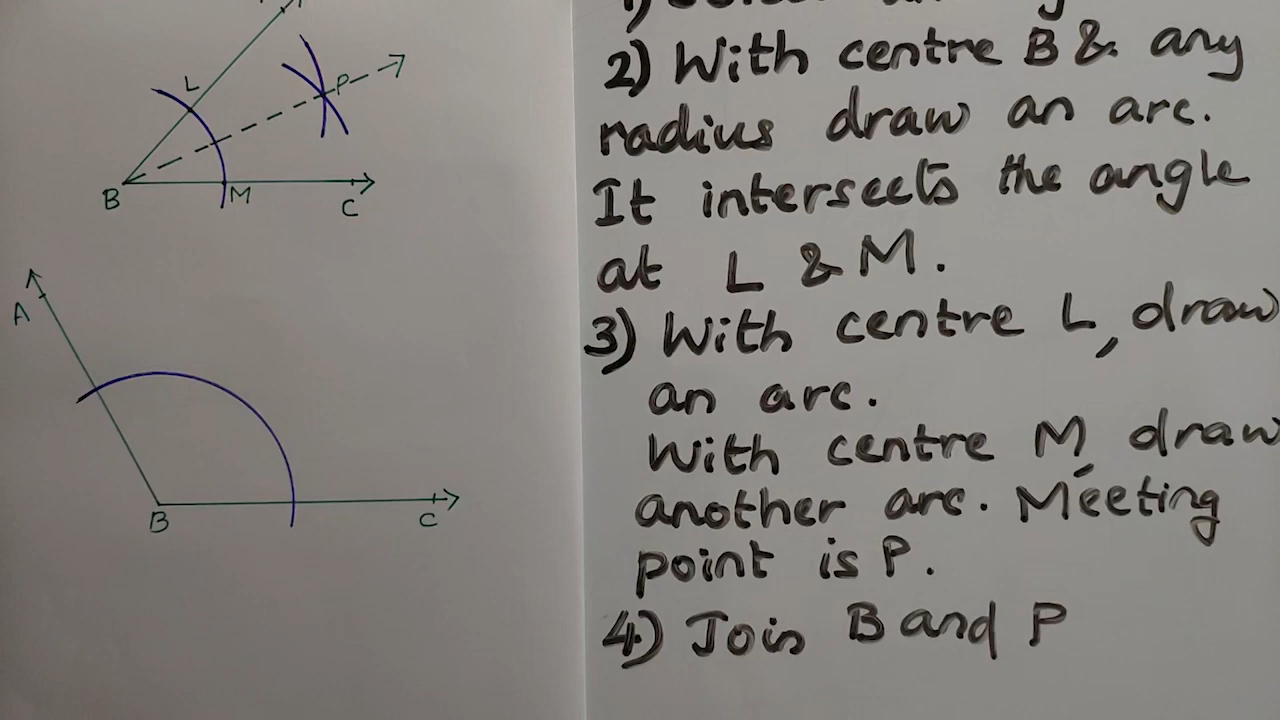 L
P
B
M
C
A
B
C
2) With centre B & any
radius draw an arc.
It intersects the angle
at L & M.
3) With centre L, draw
an arc.
With centre M, draw
another arc. Meeting
point is P.
4) Join B and P